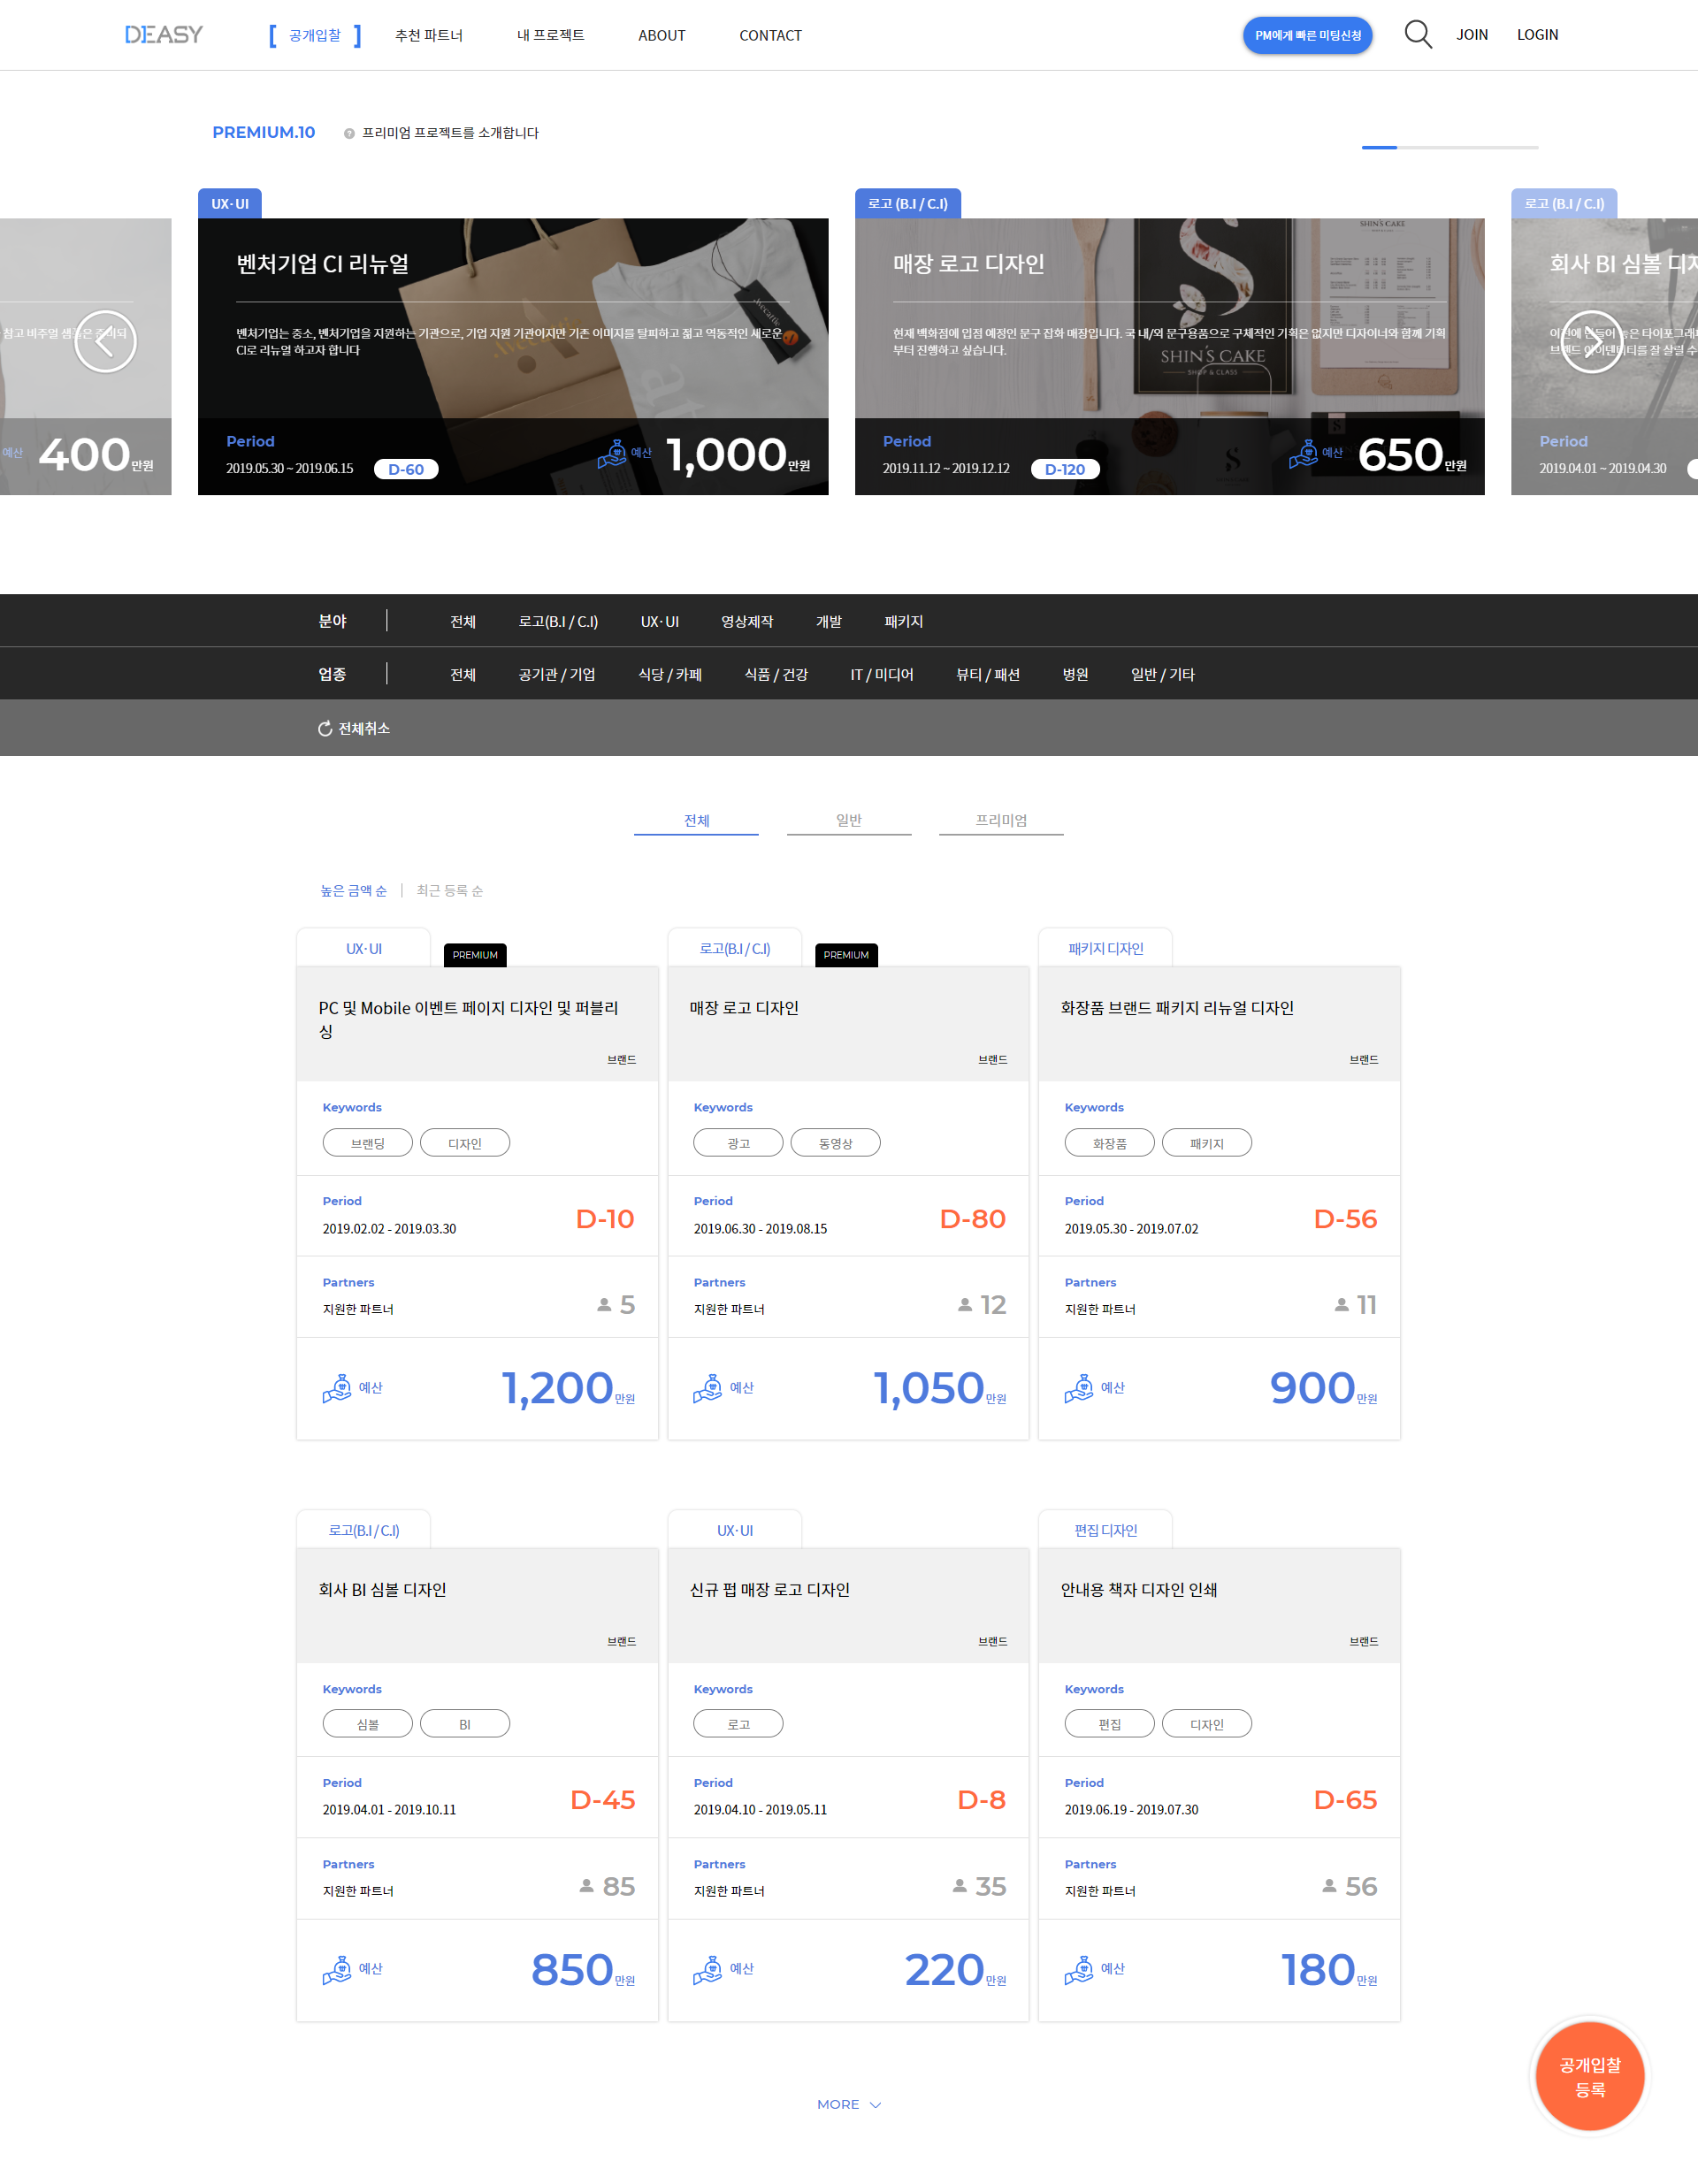 DEASY
[ 공개입찰 ]
추천 파트너
내 프로젝트
ABOUT
CONTACT
PM에게 빠른 미팅신청
JOIN
LOGIN
PREMIUM.10
? 프리미엄 프로젝트를 소개합니다
참고 비주얼 샘플은 준비되
예산 400만원
UX·UI
벤처기업 CI 리뉴얼
벤처기업는 중소, 벤처기업을 지원하는 기관으로, 기업 지원 기관이지만 기존 이미지를 탈피하고 젊고 역동적인 새로운
CI로 리뉴얼 하고자 합니다
Period
2019.05.30 ~ 2019.06.15
D-60
예산 1,000만원
로고 (B.I / C.I)
매장 로고 디자인
현재 백화점에 입점 예정인 문구 잡화 매장입니다. 국 내/외 문구용품으로 구체적인 기획은 없지만 디자이너와 함께 기획
부터 진행하고 싶습니다.
SHIN'S CAKE
SHIN'S CAKE
SHOP & CLASS
Period
2019.11.12 ~ 2019.12.12
D-120
예산 650만원
로고 (B.I / C.I)
회사 BI 심볼 디자
이전에 만들어 놓은 타이포그래
브랜드 아이덴티티를 잘 살릴 수
Period
2019.04.01 ~ 2019.04.30
분야
전체
로고(B.I / C.I)
UX·UI
영상제작
개발
패키지
업종
전체
공기관 / 기업
식당 / 카페
식품 / 건강
IT / 미디어
뷰티 / 패션
병원
일반 / 기타
전체취소
전체
일반
프리미엄
높은 금액 순 | 최근 등록 순
UX·UI
PREMIUM
PC 및 Mobile 이벤트 페이지 디자인 및 퍼블리
싱
브랜드
Keywords
브랜딩
디자인
Period
2019.02.02 - 2019.03.30
D-10
Partners
지원한 파트너
5
예산
1,200만원
로고(B.I / C.I)
PREMIUM
매장 로고 디자인
브랜드
Keywords
광고
동영상
Period
2019.06.30 - 2019.08.15
D-80
Partners
지원한 파트너
12
예산
1,050만원
패키지 디자인
화장품 브랜드 패키지 리뉴얼 디자인
브랜드
Keywords
화장품
패키지
Period
2019.05.30 - 2019.07.02
D-56
Partners
지원한 파트너
11
예산
900만원
로고(B.I / C.I)
회사 BI 심볼 디자인
브랜드
Keywords
심볼
BI
Period
2019.04.01 - 2019.10.11
D-45
Partners
지원한 파트너
85
예산
850만원
UX·UI
신규 펍 매장 로고 디자인
브랜드
Keywords
로고
Period
2019.04.10 - 2019.05.11
D-8
Partners
지원한 파트너
35
예산
220만원
편집 디자인
안내용 책자 디자인 인쇄
브랜드
Keywords
편집
디자인
Period
2019.06.19 - 2019.07.30
D-65
Partners
지원한 파트너
56
예산
180만원
공개입찰
등록
MORE